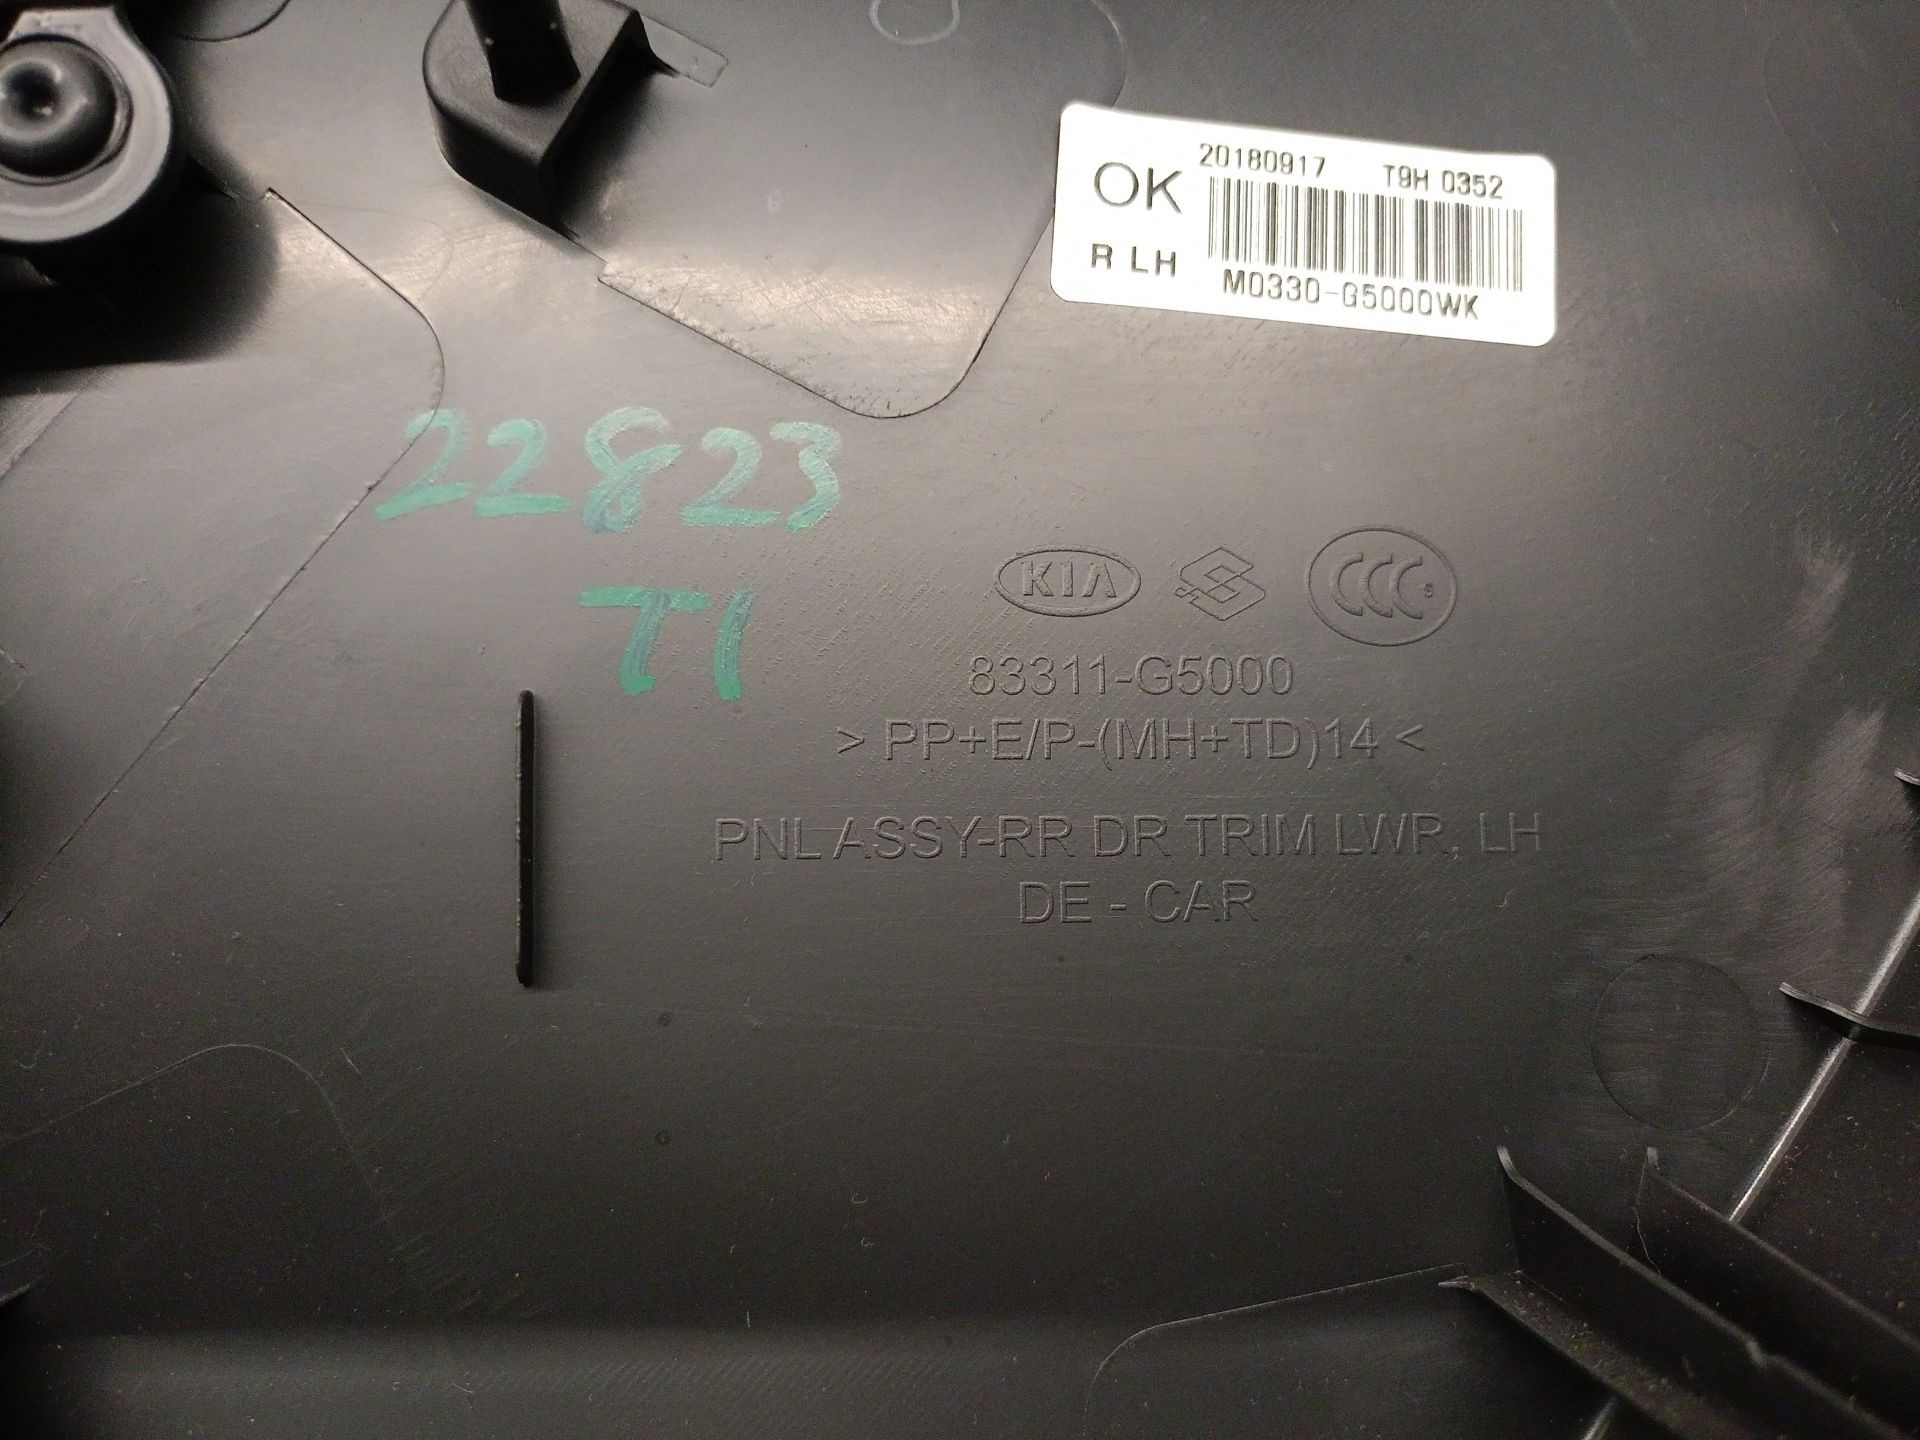 OK 20180917 T9H 0352
R LH M0330-G5000WK
22823
T1
KIA CCC S
83311-G5000
> PP+E/P-(MH+TD)14 <
PNL ASSY-RR DR TRIM LWR, LH
DE - CAR